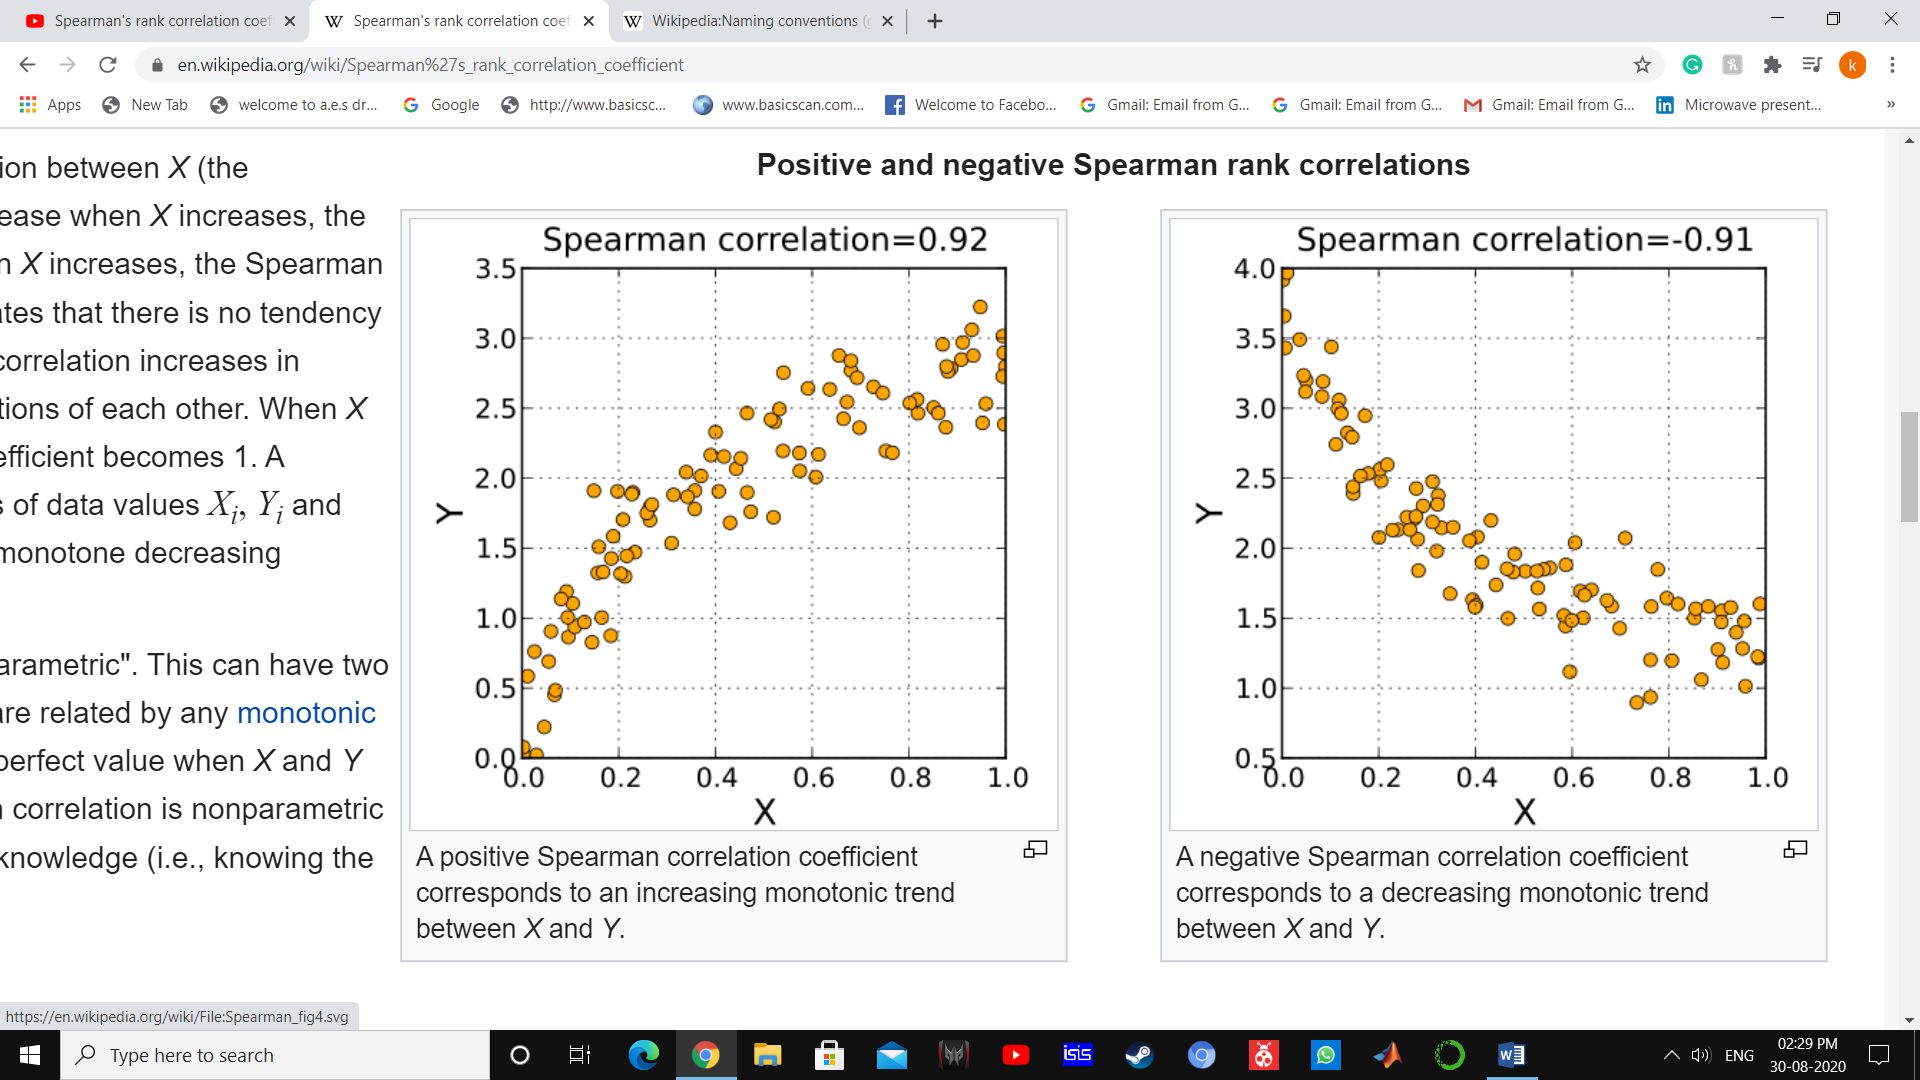 Spearman's rank correlation coef
Spearman's rank correlation coef
Wikipedia:Naming conventions (
en.wikipedia.org/wiki/Spearman%27s_rank_correlation_coefficient
k
Apps
New Tab
welcome to a.e.s dr...
Google
http://www.basicsc...
www.basicscan.com...
Welcome to Facebo...
Gmail: Email from G...
Gmail: Email from G...
Gmail: Email from G...
Microwave present...
»
ion between X (the
ease when X increases, the
n X increases, the Spearman
ates that there is no tendency
correlation increases in
tions of each other. When X
efficient becomes 1. A
s of data values Xi, Yi and
monotone decreasing
arametric". This can have two
are related by any monotonic
perfect value when X and Y
n correlation is nonparametric
knowledge (i.e., knowing the
Positive and negative Spearman rank correlations
Spearman correlation=0.92
3.5
3.0
2.5
2.0
1.5
1.0
0.5
0.0
Y
0.0 0.2 0.4 0.6 0.8 1.0
X
A positive Spearman correlation coefficient
corresponds to an increasing monotonic trend
between X and Y.
Spearman correlation=-0.91
4.0
3.5
3.0
2.5
2.0
1.5
1.0
0.5
Y
0.0 0.2 0.4 0.6 0.8 1.0
X
A negative Spearman correlation coefficient
corresponds to a decreasing monotonic trend
between X and Y.
https://en.wikipedia.org/wiki/File:Spearman_fig4.svg
Type here to search
isis
ENG
02:29 PM
30-08-2020